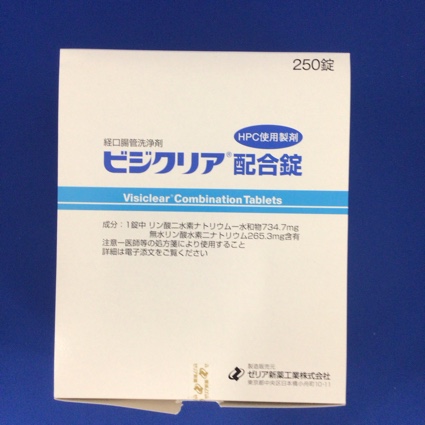 250錠
経口腸管洗浄剤
HPC使用製剤
ビジクリア®配合錠
Visiclear® Combination Tablets
成分：1錠中 リン酸二水素ナトリウム一水和物734.7mg
無水リン酸水素二ナトリウム265.3mg含有
注意－医師等の処方箋により使用すること
詳細は電子添文をご覧ください
製造販売元
ゼリア新薬工業株式会社
東京都中央区日本橋小舟町10-11